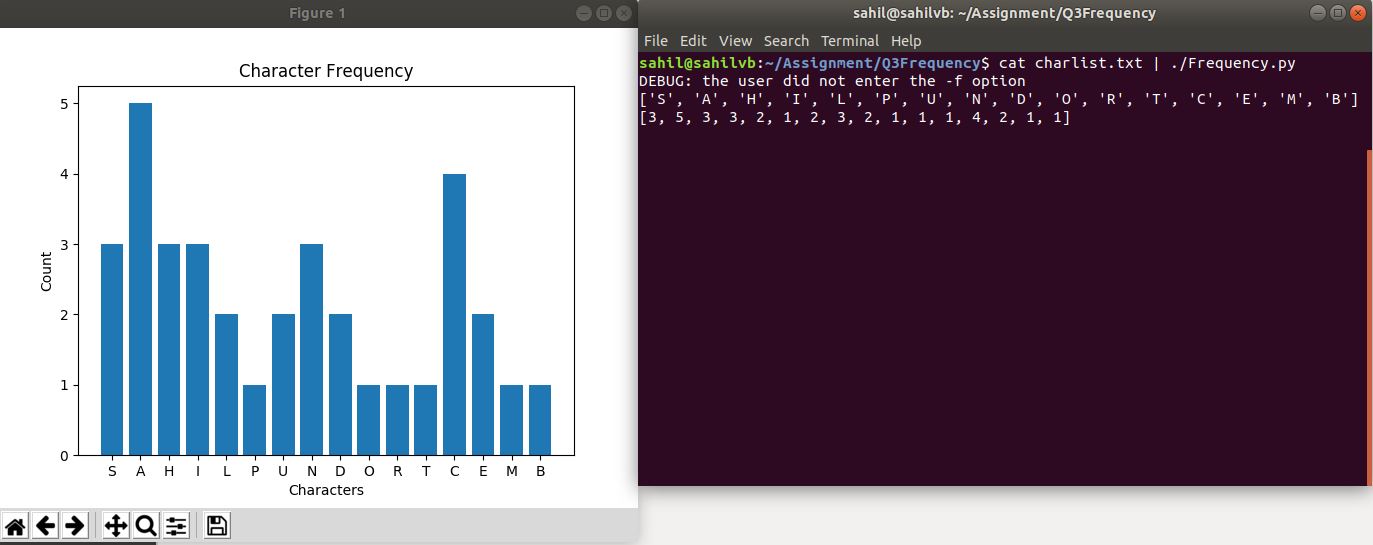 Figure 1
Character Frequency
5
4
3
2
1
0
Count
S A H I L P U N D O R T C E M B
Characters
sahil@sahilvb: ~/Assignment/Q3Frequency
File Edit View Search Terminal Help
sahil@sahilvb:~/Assignment/Q3Frequency$ cat charlist.txt | ./Frequency.py
DEBUG: the user did not enter the -f option
['S', 'A', 'H', 'I', 'L', 'P', 'U', 'N', 'D', 'O', 'R', 'T', 'C', 'E', 'M', 'B']
[3, 5, 3, 3, 2, 1, 2, 3, 2, 1, 1, 1, 4, 2, 1, 1]